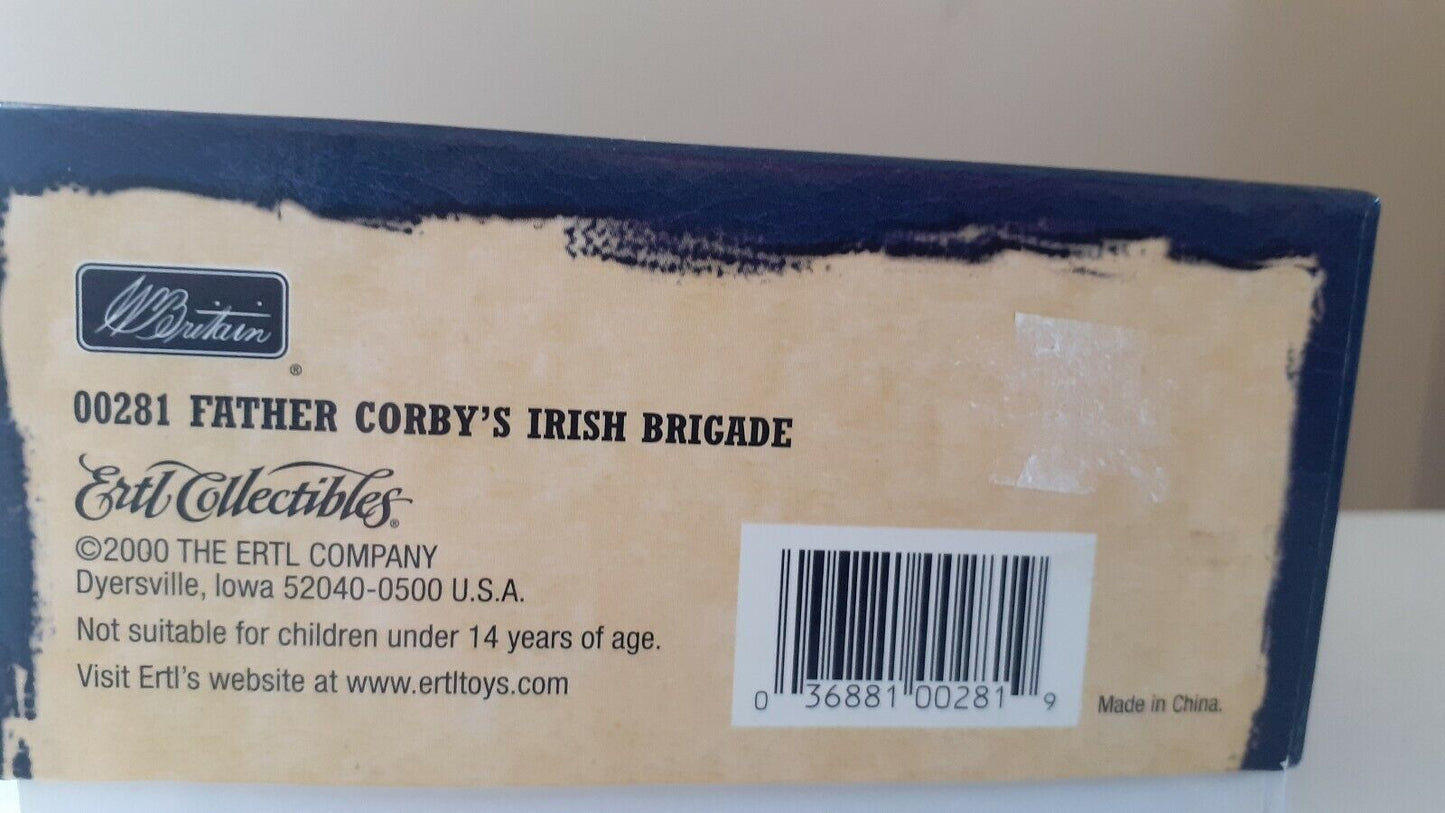 WBritain
®
00281 FATHER CORBY'S IRISH BRIGADE
Ertl Collectibles®
©2000 THE ERTL COMPANY
Dyersville, Iowa 52040-0500 U.S.A.
Not suitable for children under 14 years of age.
Visit Ertl's website at www.ertltoys.com
0 36881 00281 9
Made in China.